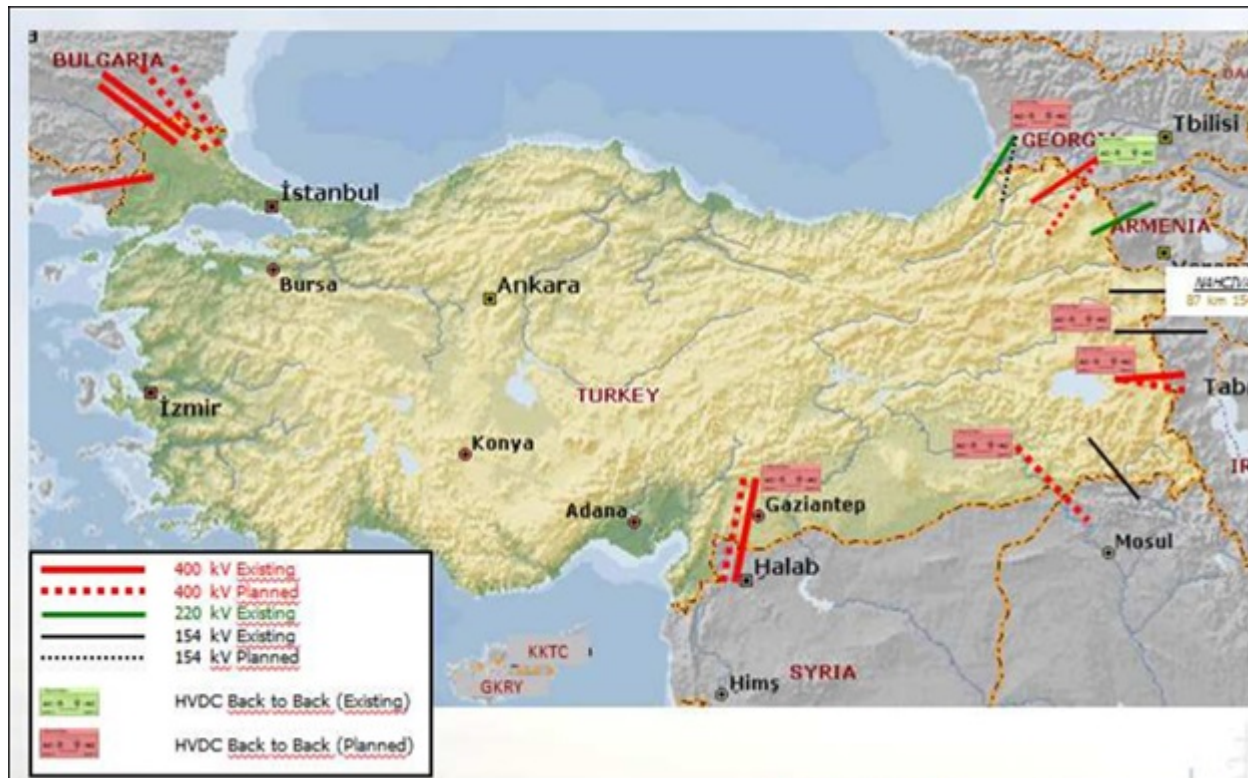 BULGARIA
İstanbul
Bursa
Ankara
İzmir
TURKEY
Konya
Adana
Gaziantep
Halab
Tbilisi
ARMENIA
87 km
Mosul
SYRIA
Himş
KKTC
GKRY
400 kV Existing
400 kV Planned
220 kV Existing
154 kV Existing
154 kV Planned
HVDC Back to Back (Existing)
HVDC Back to Back (Planned)